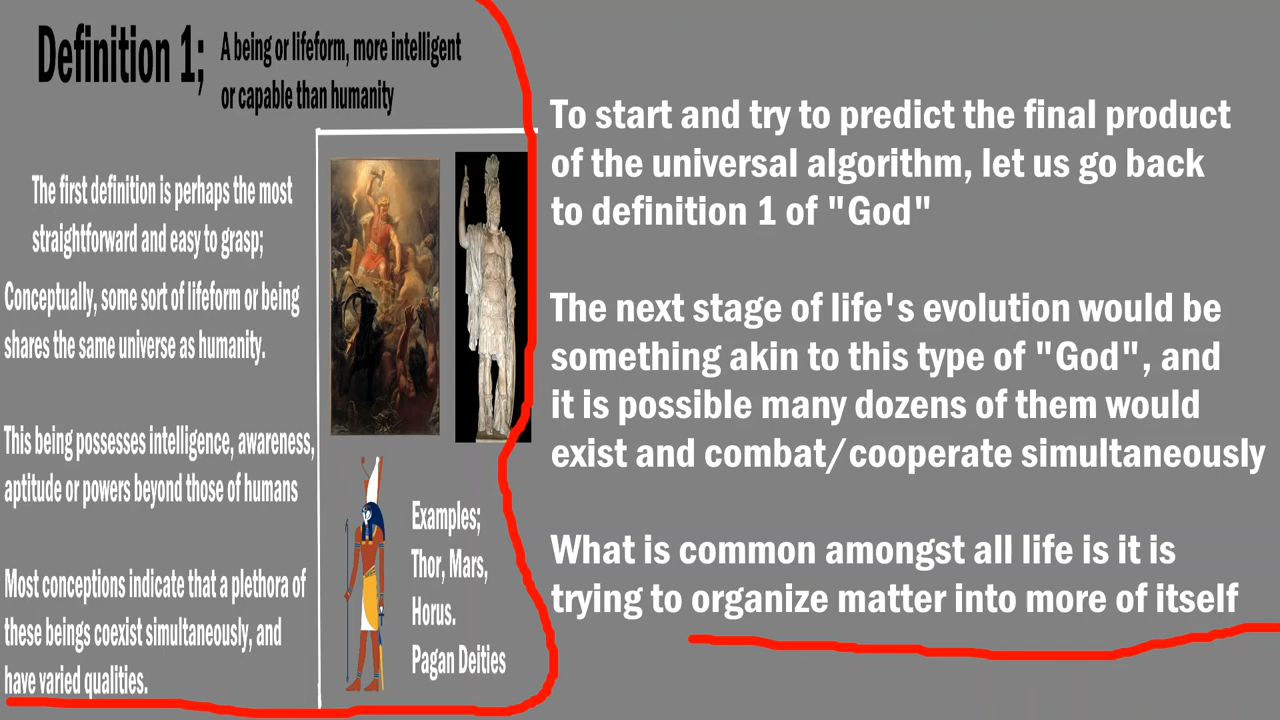 Definition 1;
A being or lifeform, more intelligent
or capable than humanity
The first definition is perhaps the most
straightforward and easy to grasp;
Conceptually, some sort of lifeform or being
shares the same universe as humanity.
This being possesses intelligence, awareness,
aptitude or powers beyond those of humans
Most conceptions indicate that a plethora of
these beings coexist simultaneously, and
have varied qualities.
Examples;
Thor, Mars,
Horus.
Pagan Deities
To start and try to predict the final product
of the universal algorithm, let us go back
to definition 1 of "God"
The next stage of life's evolution would be
something akin to this type of "God", and
it is possible many dozens of them would
exist and combat/cooperate simultaneously
What is common amongst all life is it is
trying to organize matter into more of itself